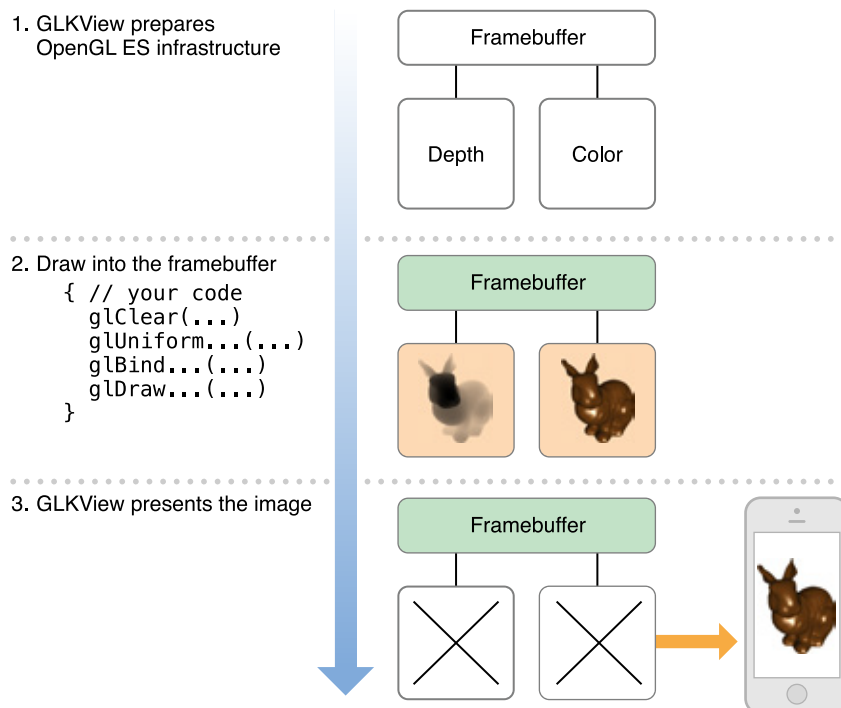 1. GLKView prepares
OpenGL ES infrastructure
Framebuffer
Depth
Color
2. Draw into the framebuffer
{ // your code
glClear(...)
glUniform...(...)
glBind...(...)
glDraw...(...)
}
Framebuffer
3. GLKView presents the image
Framebuffer